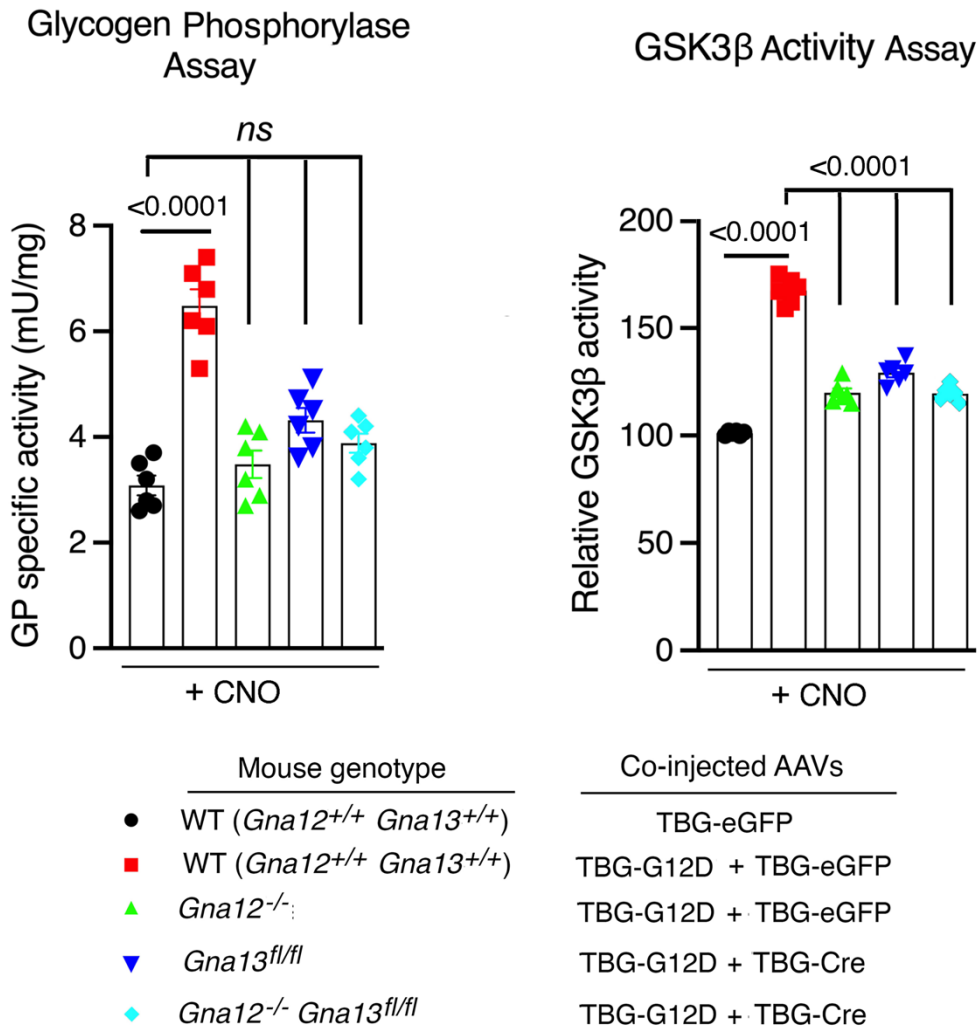 Glycogen Phosphorylase
Assay
ns
<0.0001
8
6
4
2
0
GP specific activity (mU/mg)
+ CNO
GSK3β Activity Assay
<0.0001
<0.0001
200
150
100
50
0
Relative GSK3β activity
+ CNO
Mouse genotype Co-injected AAVs
WT (Gna12+/+ Gna13+/+) TBG-eGFP
WT (Gna12+/+ Gna13+/+) TBG-G12D + TBG-eGFP
Gna12-/- TBG-G12D + TBG-eGFP
Gna13fl/fl TBG-G12D + TBG-Cre
Gna12-/- Gna13fl/fl TBG-G12D + TBG-Cre